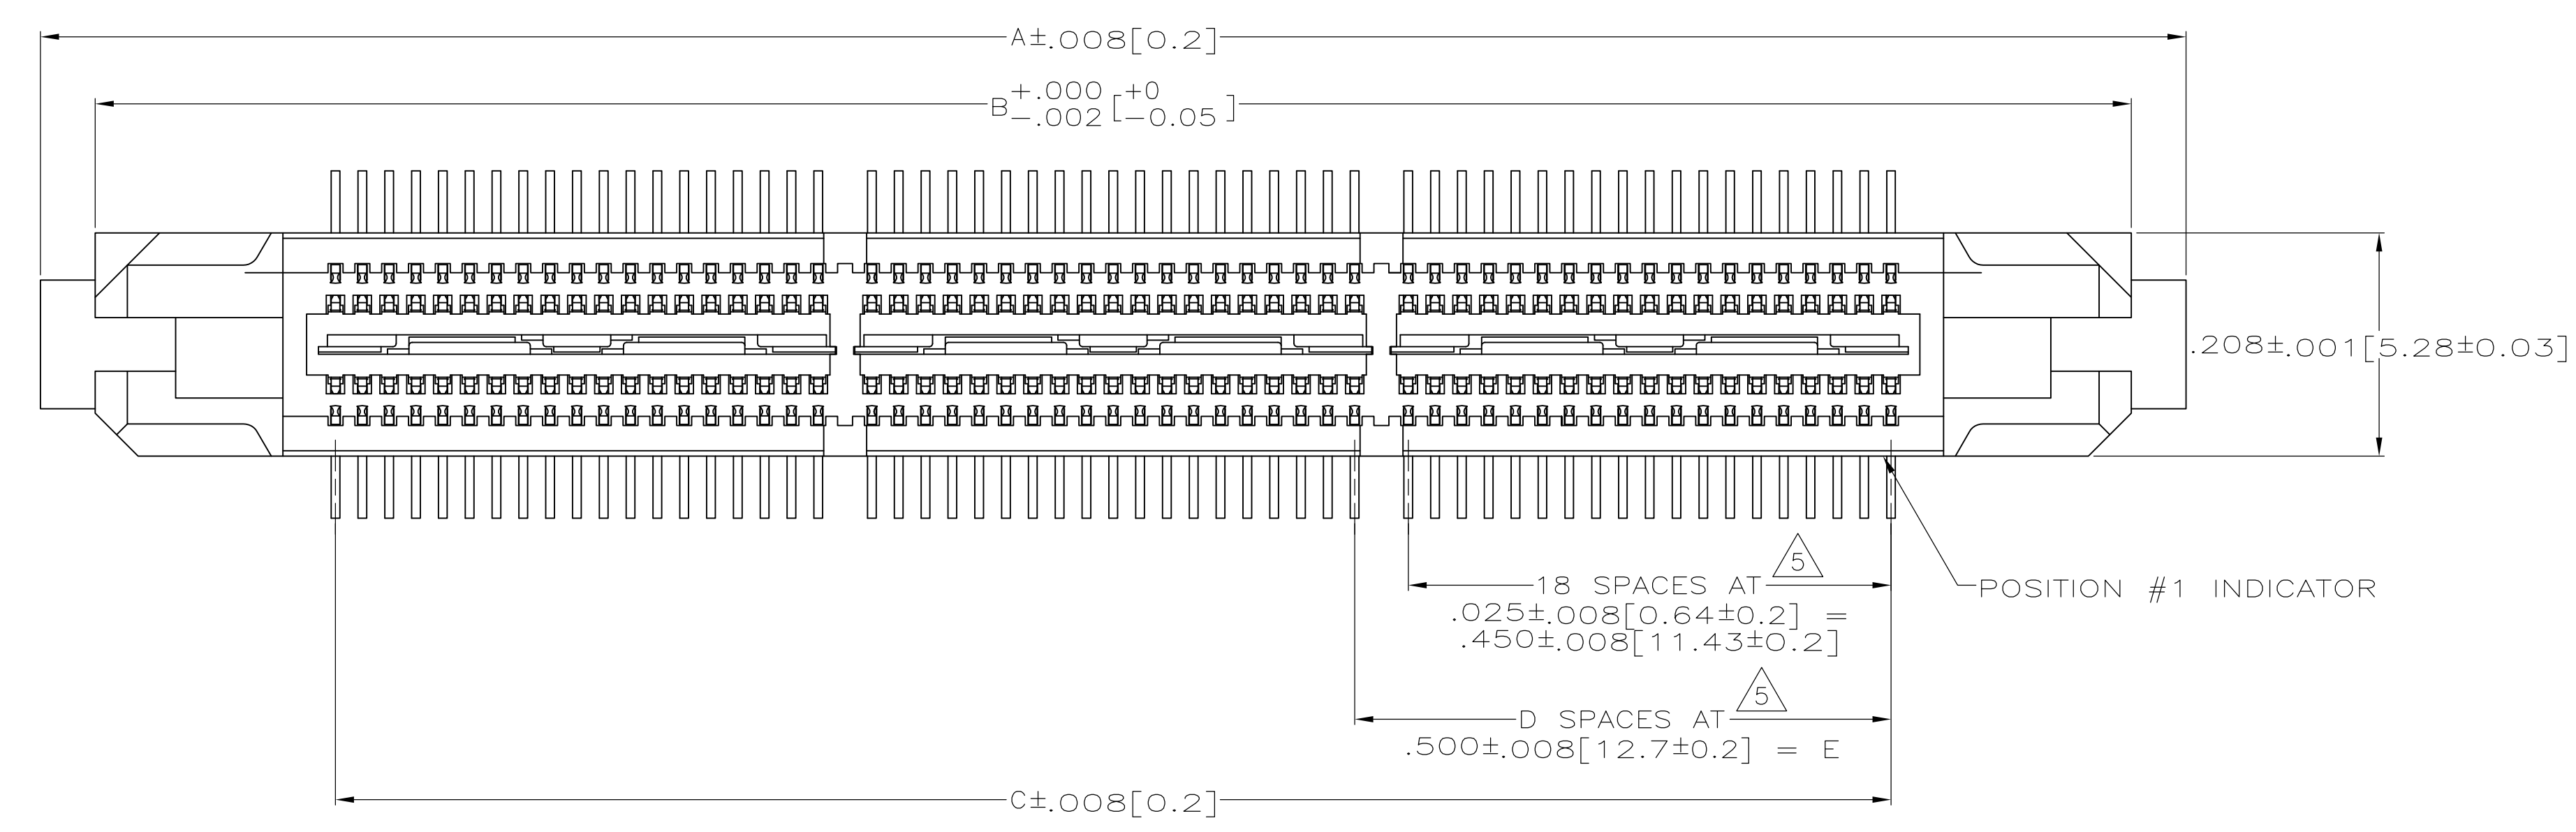 A±.008[0.2]
B +.000 -.002 [ +0 -0.05 ]
.208±.001[5.28±0.03]
5
18 SPACES AT
.025±.008[0.64±0.2] =
.450±.008[11.43±0.2]
POSITION #1 INDICATOR
5
D SPACES AT
.500±.008[12.7±0.2] = E
C±.008[0.2]